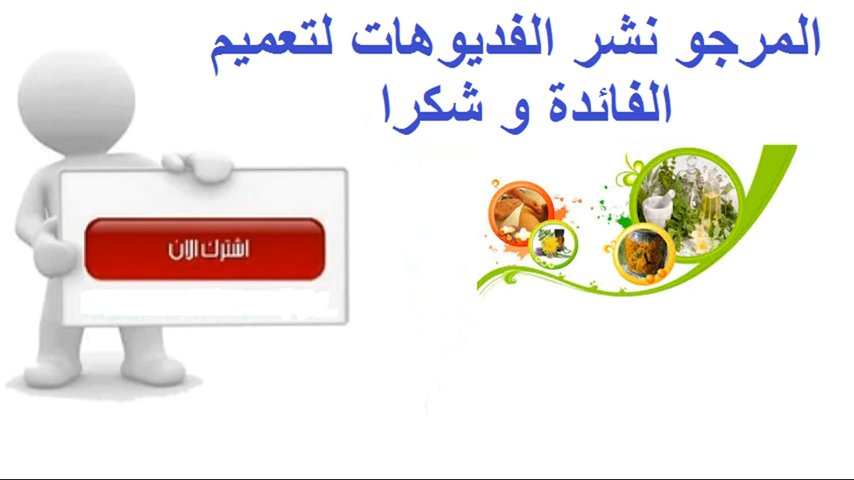 المرجو نشر الفديوهات لتعميم
الفائدة و شكرا
اشترك الان